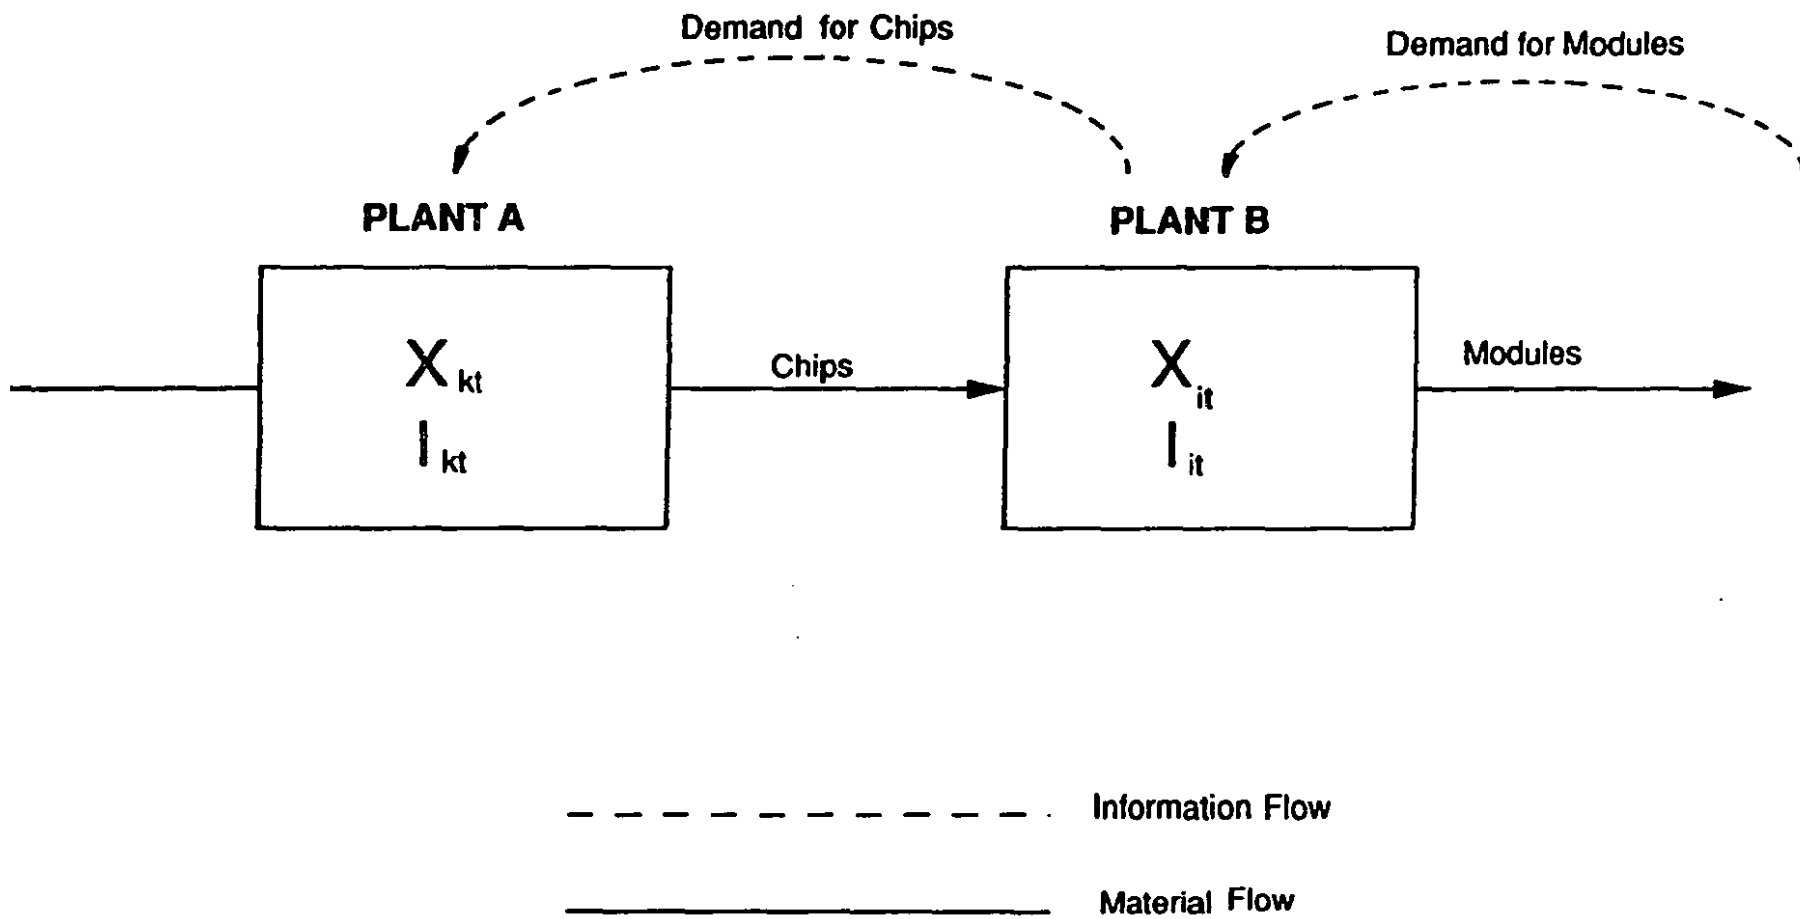 Demand for Chips
Demand for Modules
PLANT A
PLANT B
X kt
I kt
Chips
X it
I it
Modules
Information Flow
Material Flow